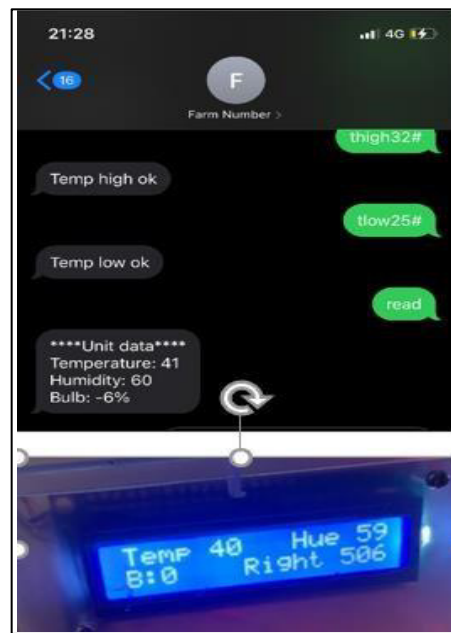 21:28
4G
16
F
Farm Number >
thigh32#
Temp high ok
tlow25#
Temp low ok
read
****Unit data****
Temperature: 41
Humidity: 60
Bulb: -6%
Temp 40 Hue 59
B:0 Right 506